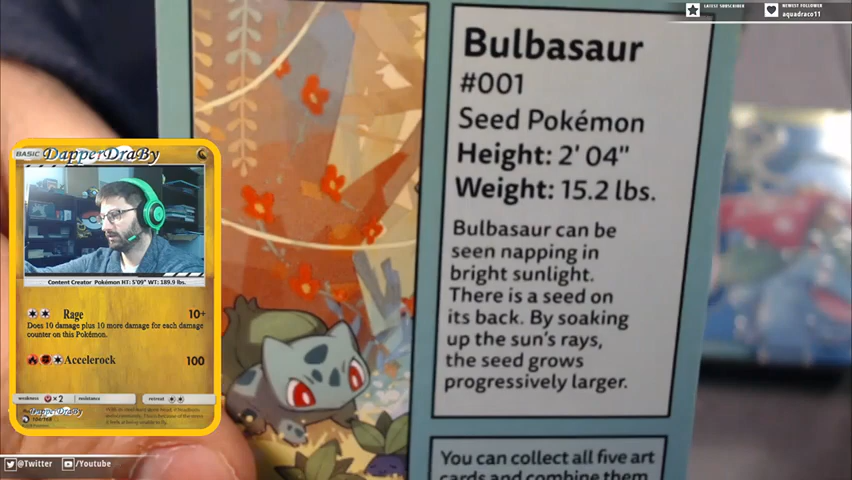 LATEST SUBSCRIBER
NEWEST FOLLOWER
aquadraco11
Bulbasaur
#001
Seed Pokémon
Height: 2' 04"
Weight: 15.2 lbs.
Bulbasaur can be
seen napping in
bright sunlight.
There is a seed on
its back. By soaking
up the sun's rays,
the seed grows
progressively larger.
You can collect all five art
cards and combine them
BASIC DapperDraBy
Content Creator Pokémon HT: 5'09" WT: 189.9 lbs.
Rage 10+
Does 10 damage plus 10 more damage for each damage
counter on this Pokémon.
Accelerock 100
weakness ×2 resistance retreat
DapperDraBy
@Twitter /Youtube